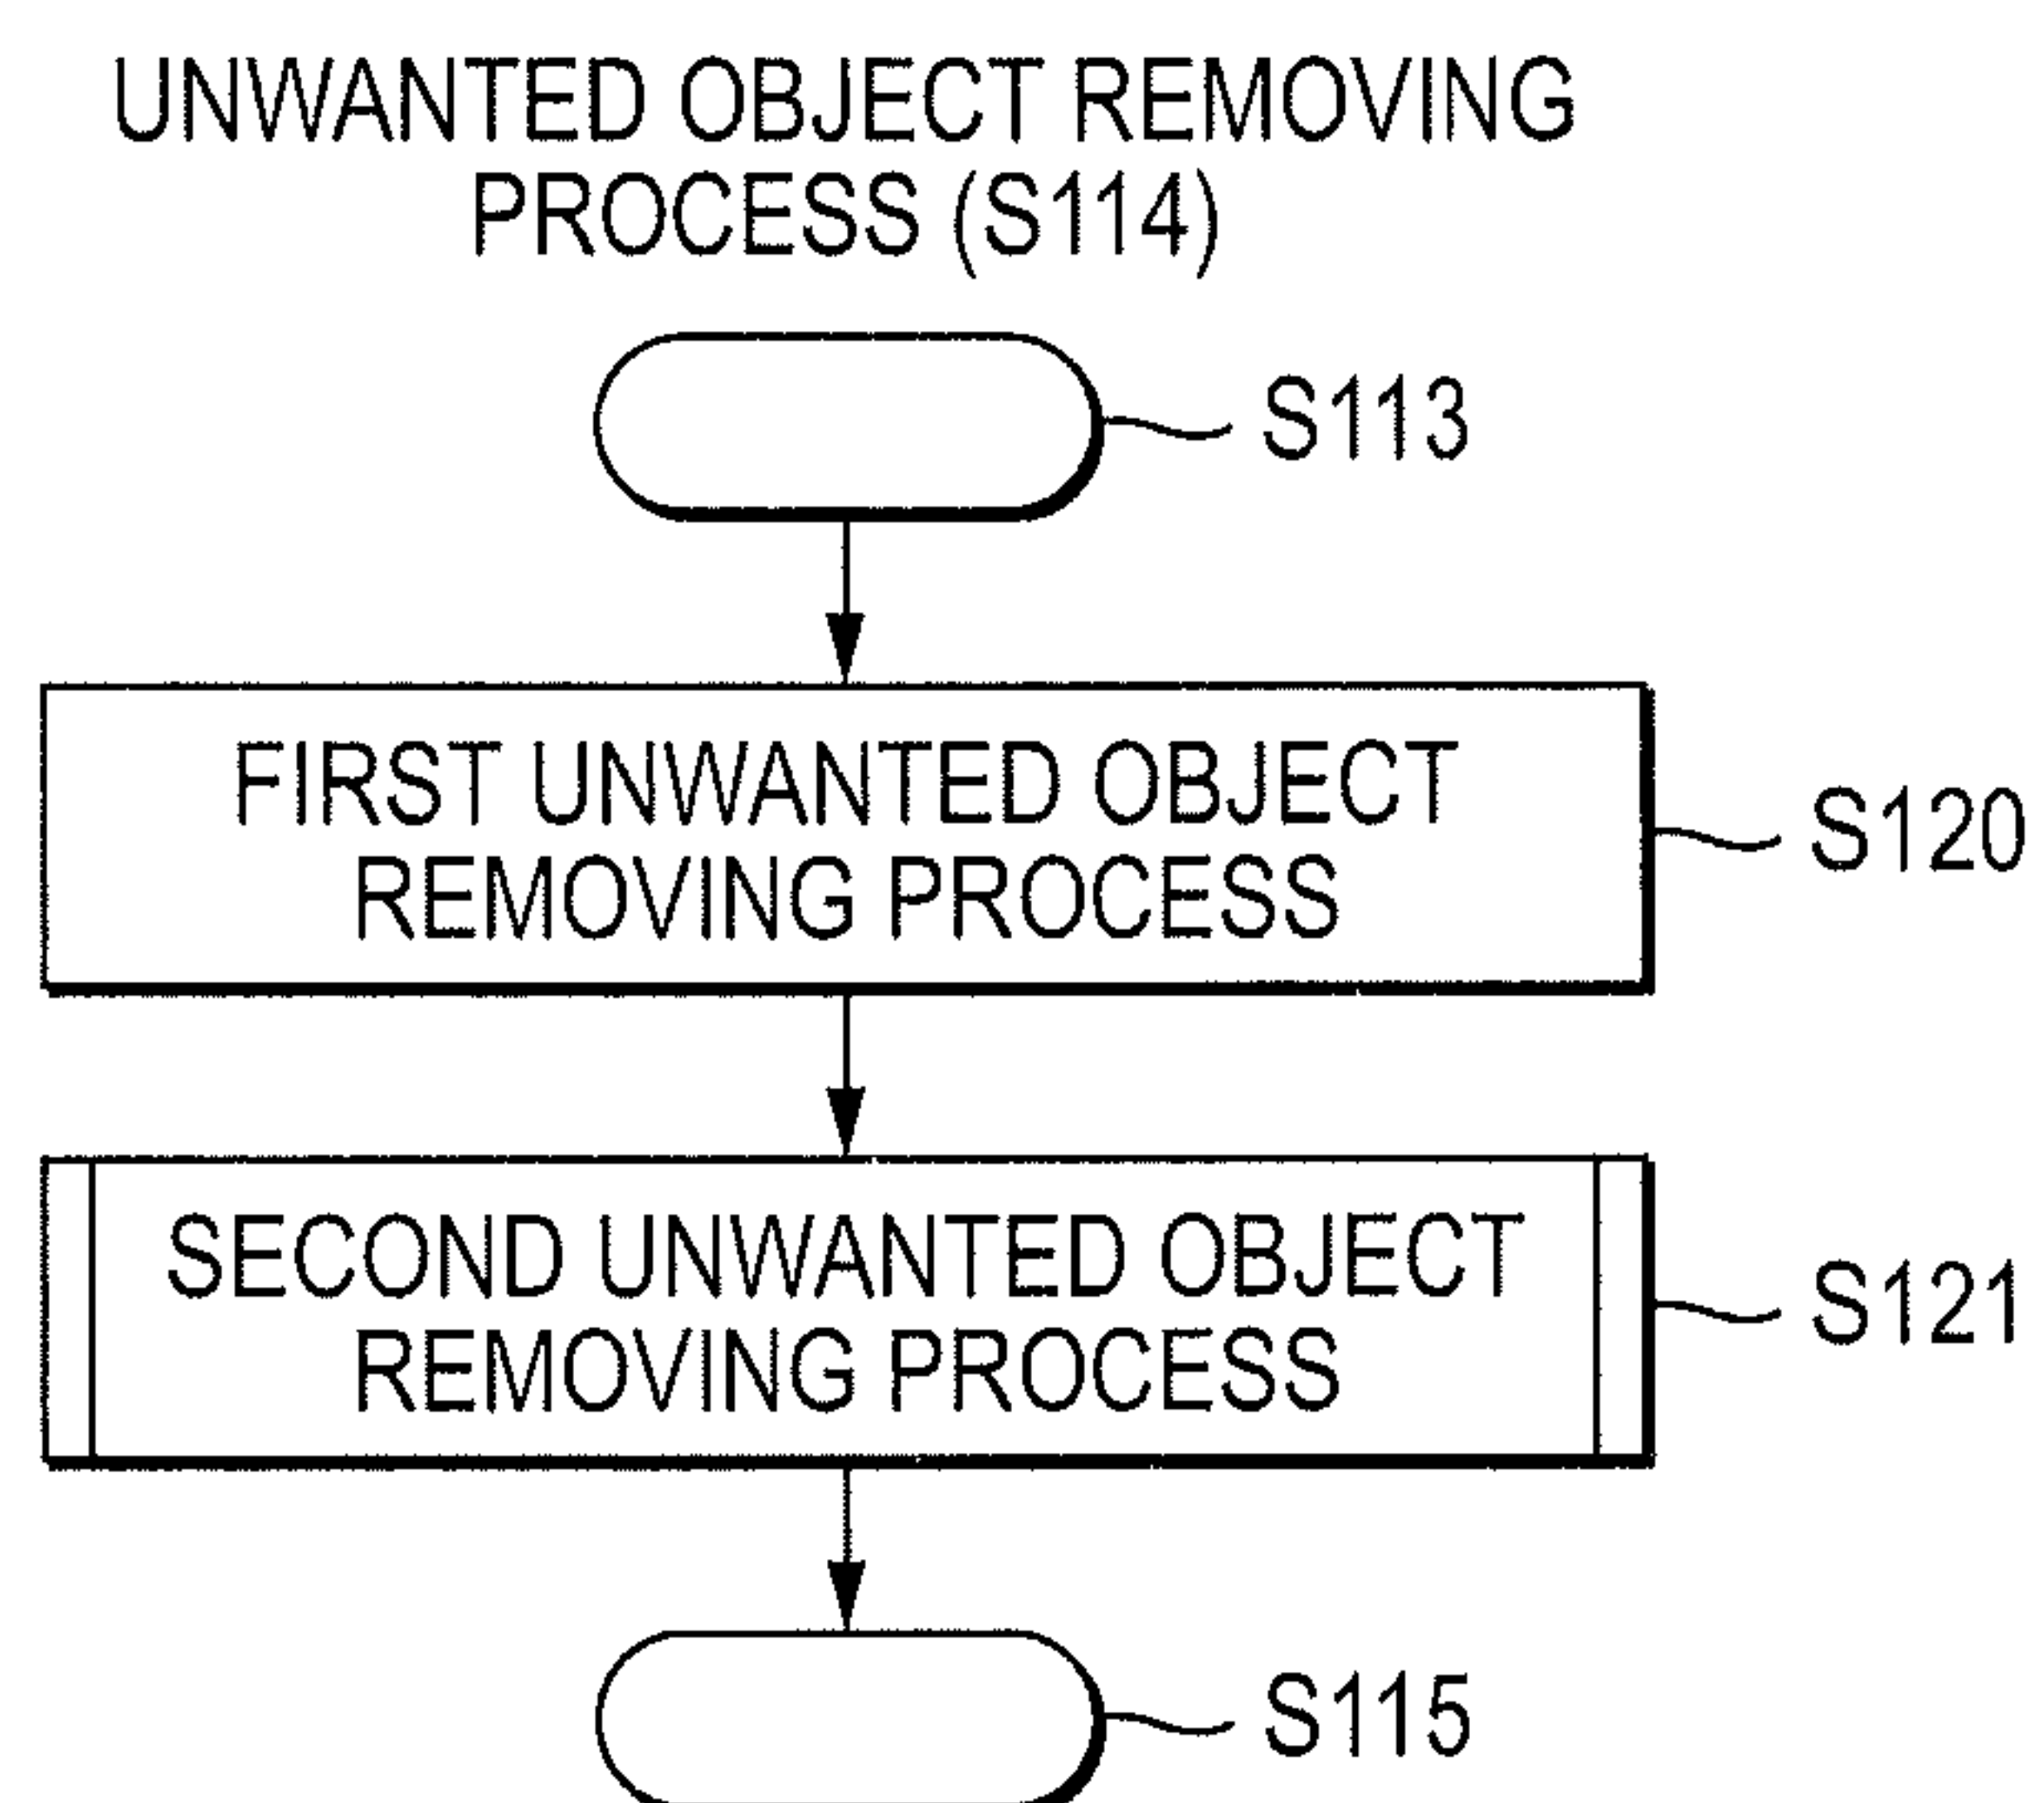 UNWANTED OBJECT REMOVING
PROCESS (S114)
S113
FIRST UNWANTED OBJECT
REMOVING PROCESS
S120
SECOND UNWANTED OBJECT
REMOVING PROCESS
S121
S115